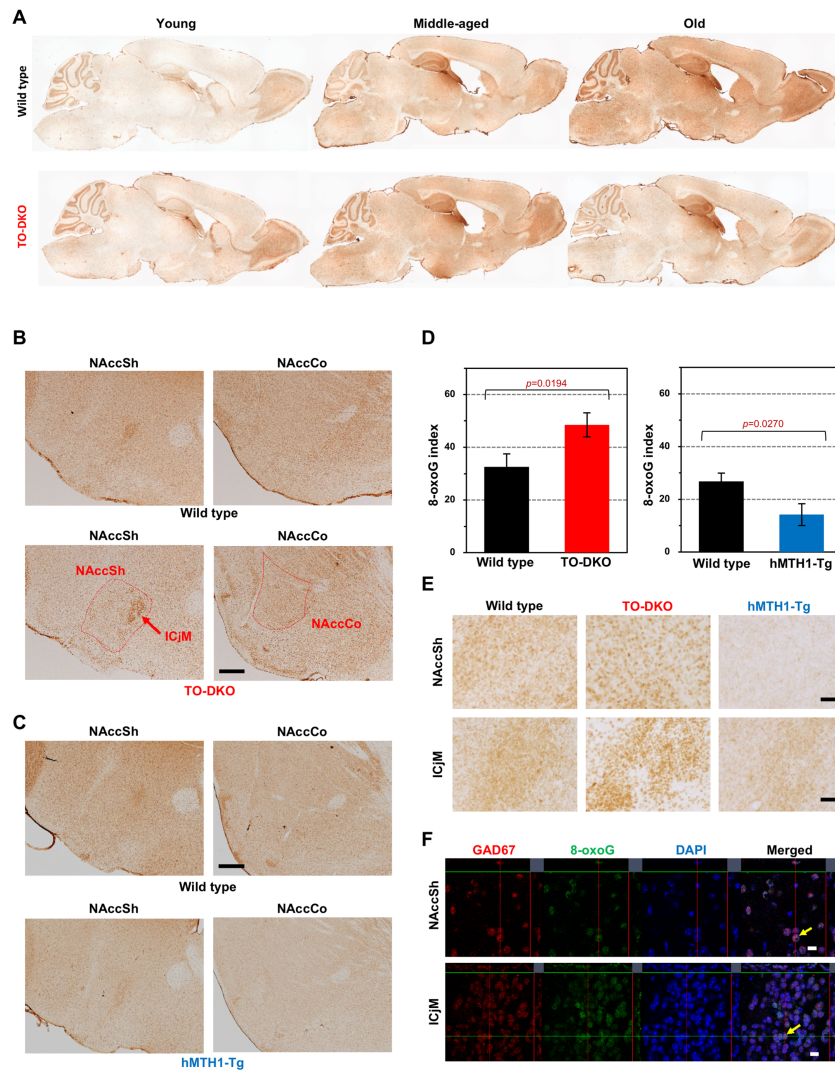 A
Young Middle-aged Old
Wild type
TO-DKO
B
NAccSh NAccCo
Wild type
NAccSh NAccCo
NAccSh
ICjM
NAccCo
TO-DKO
C
NAccSh NAccCo
Wild type
NAccSh NAccCo
hMTH1-Tg
D
8-oxoG index
60
40
20
0
p=0.0194
Wild type TO-DKO
8-oxoG index
60
40
20
0
p=0.0270
Wild type hMTH1-Tg
E
Wild type TO-DKO hMTH1-Tg
NAccSh
ICjM
F
GAD67 8-oxoG DAPI Merged
NAccSh
ICjM